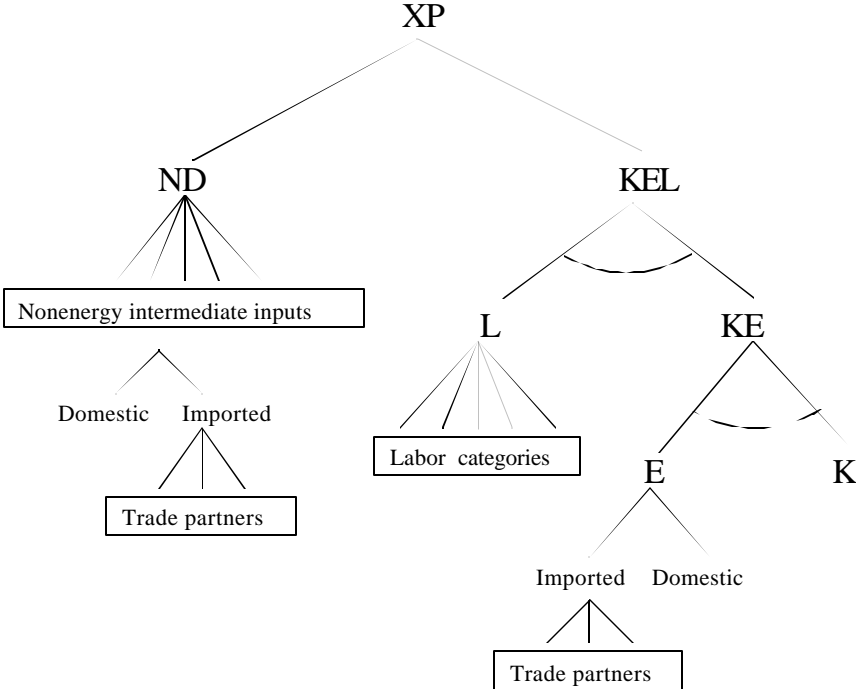 XP
ND
KEL
Nonenergy intermediate inputs
L
KE
Domestic
Imported
Labor categories
E
K
Trade partners
Imported
Domestic
Trade partners